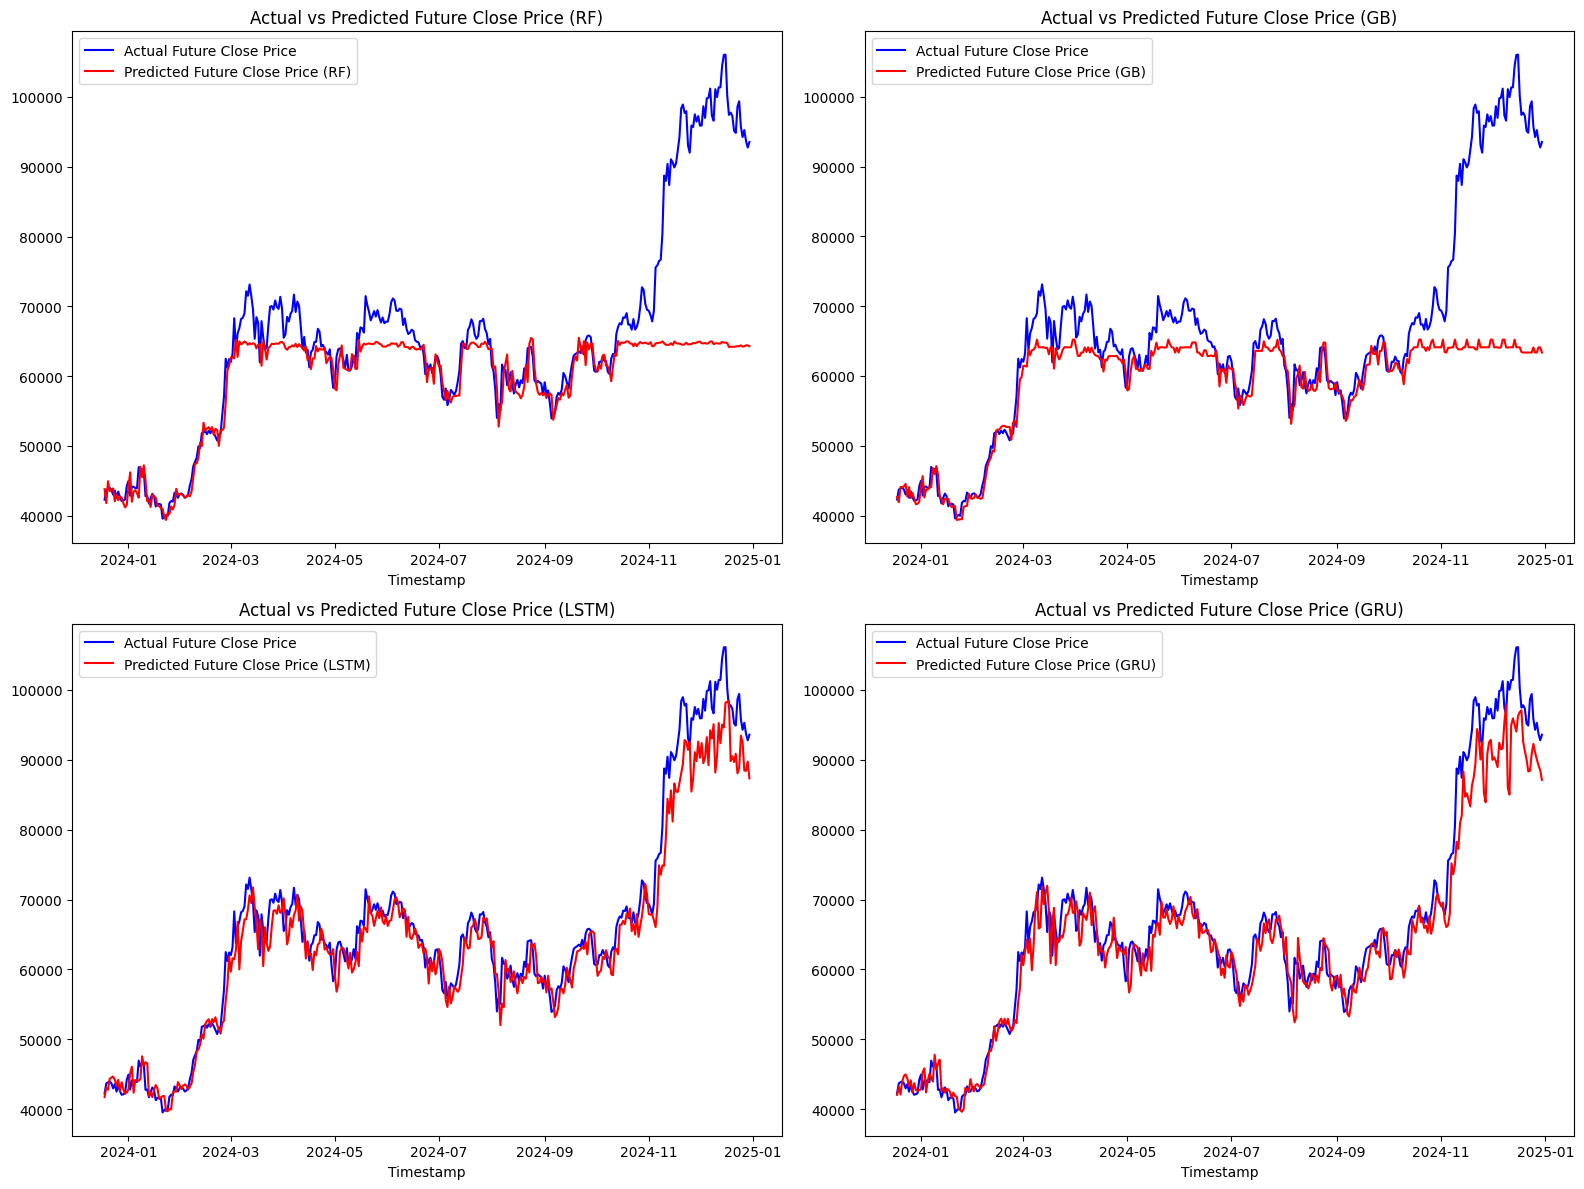 Actual vs Predicted Future Close Price (RF)
Actual Future Close Price
Predicted Future Close Price (RF)
100000
90000
80000
70000
60000
50000
40000
2024-01 2024-03 2024-05 2024-07 2024-09 2024-11 2025-01
Timestamp
Actual vs Predicted Future Close Price (GB)
Actual Future Close Price
Predicted Future Close Price (GB)
100000
90000
80000
70000
60000
50000
40000
2024-01 2024-03 2024-05 2024-07 2024-09 2024-11 2025-01
Timestamp
Actual vs Predicted Future Close Price (LSTM)
Actual Future Close Price
Predicted Future Close Price (LSTM)
100000
90000
80000
70000
60000
50000
40000
2024-01 2024-03 2024-05 2024-07 2024-09 2024-11 2025-01
Timestamp
Actual vs Predicted Future Close Price (GRU)
Actual Future Close Price
Predicted Future Close Price (GRU)
100000
90000
80000
70000
60000
50000
40000
2024-01 2024-03 2024-05 2024-07 2024-09 2024-11 2025-01
Timestamp